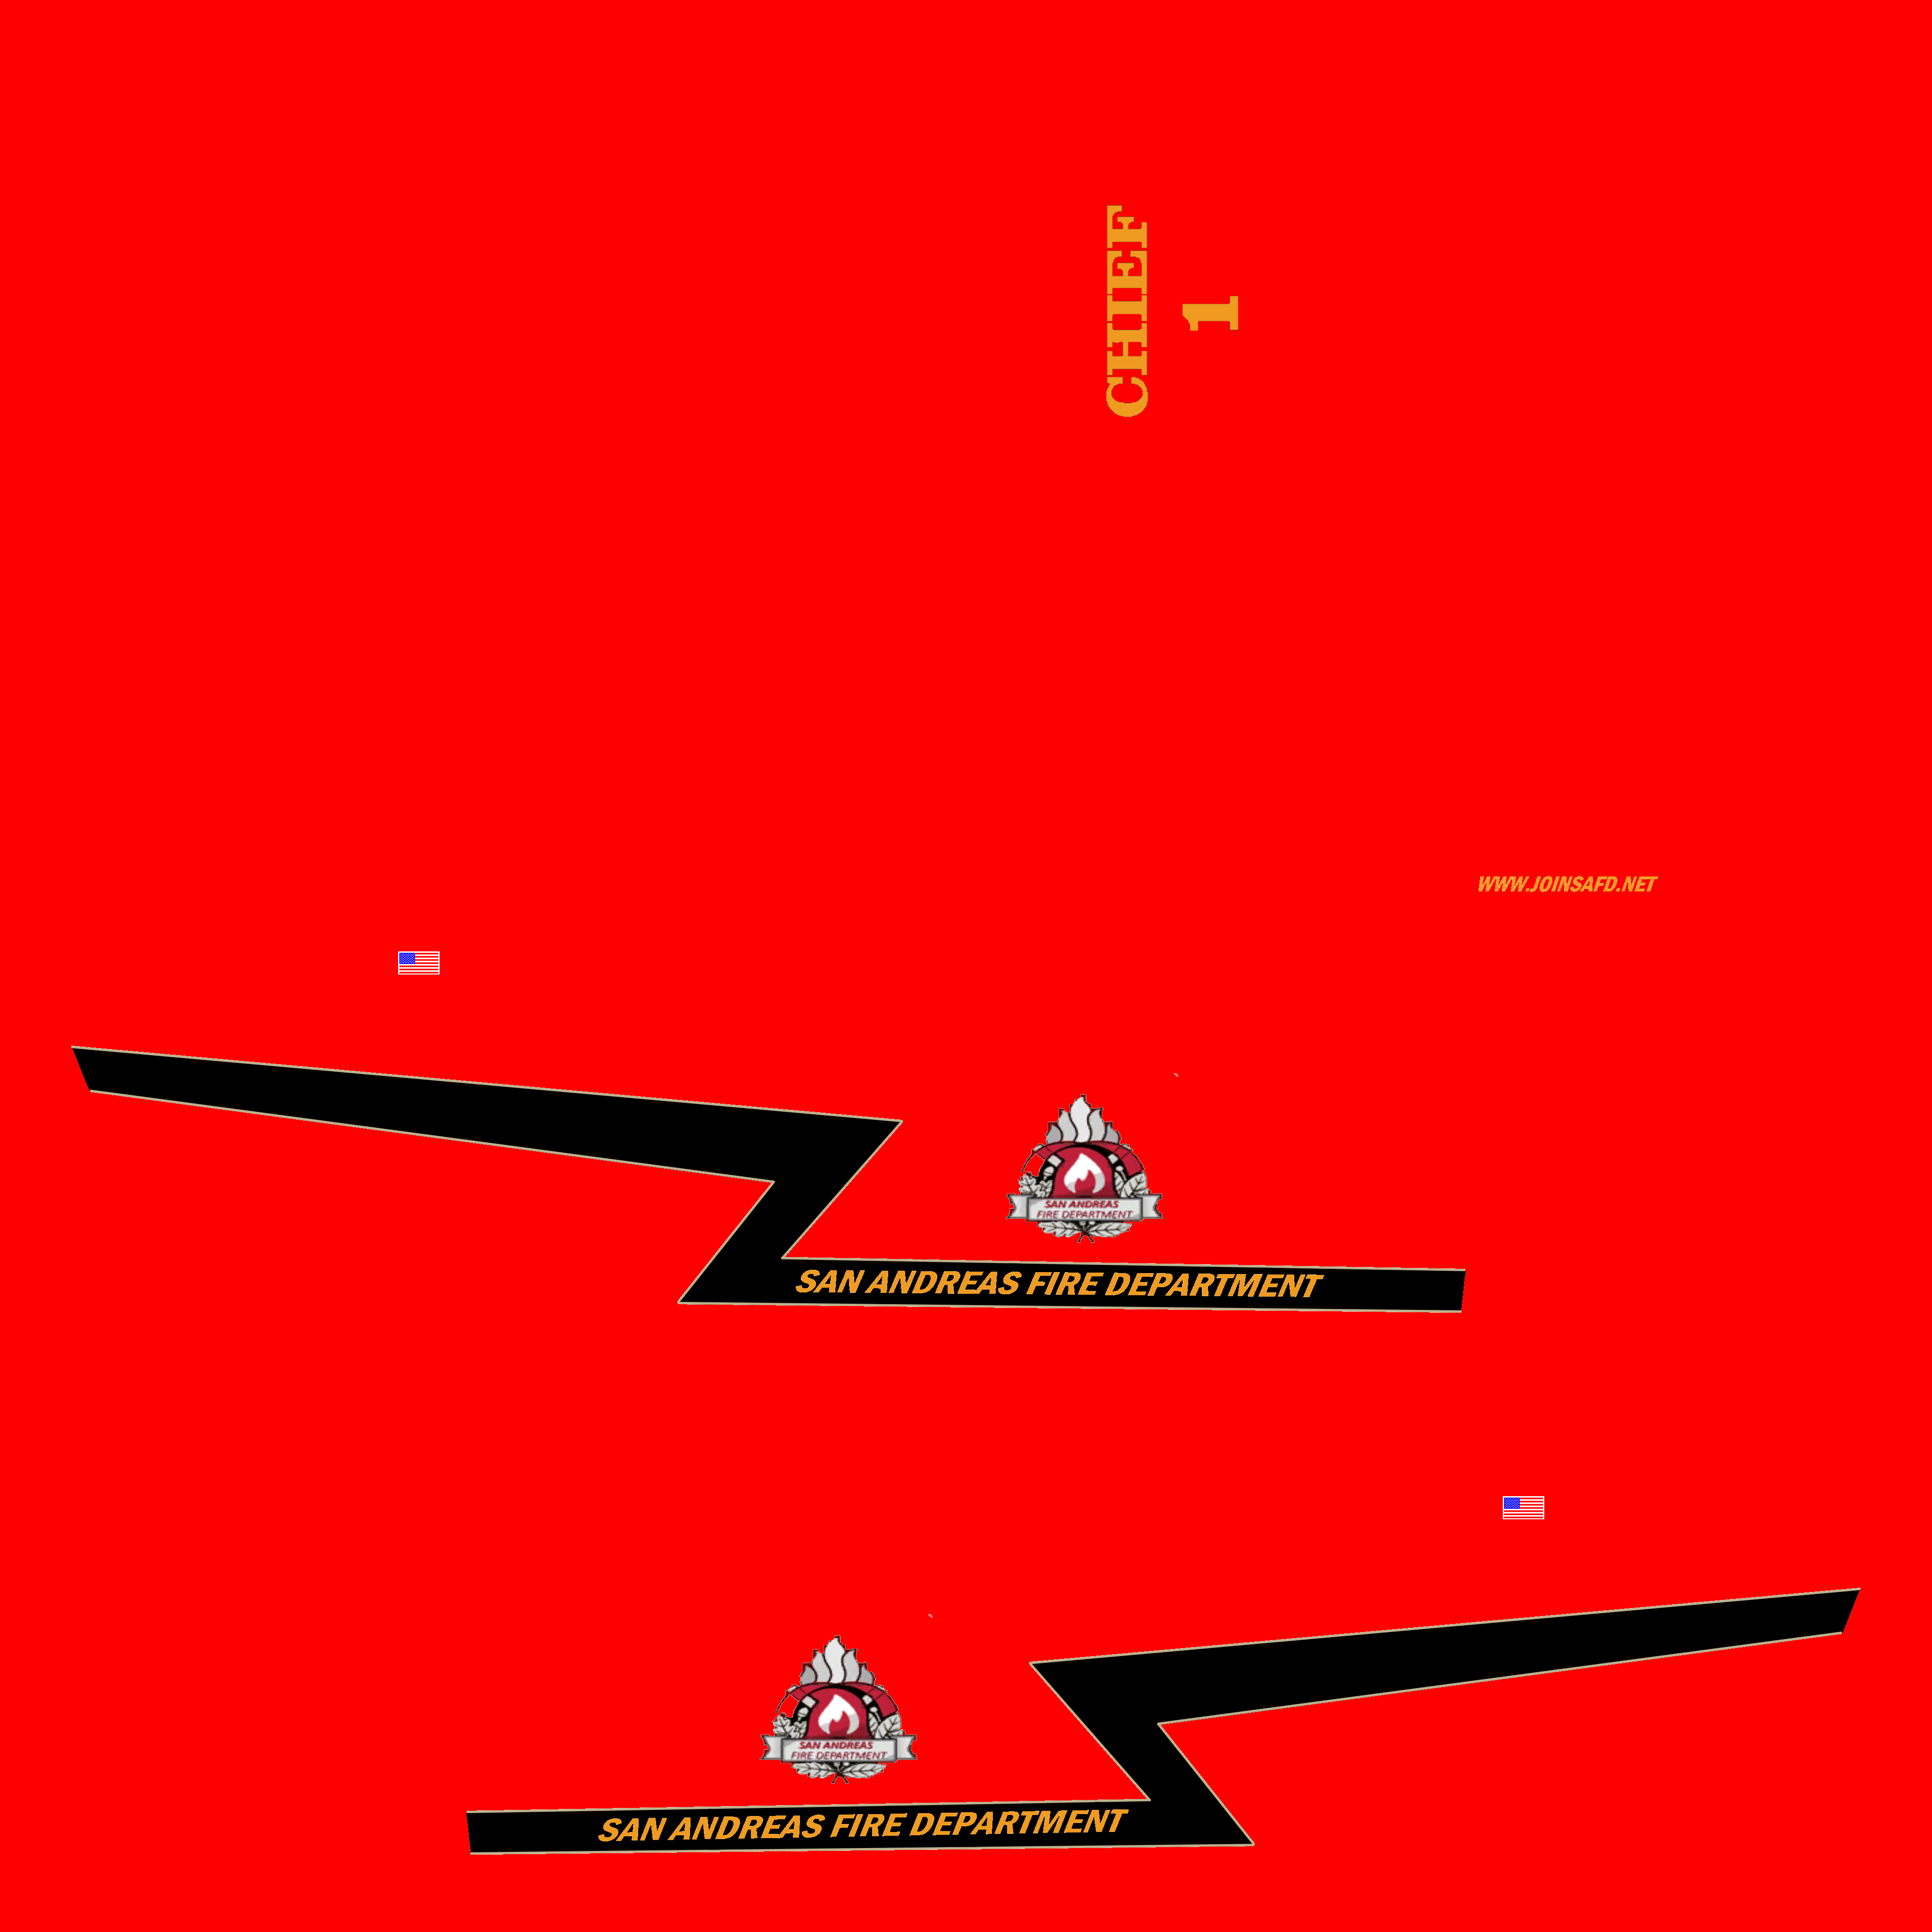 CHIEF
1
WWW.JOINSAFD.NET
SAN ANDREAS
FIRE DEPARTMENT
SAN ANDREAS FIRE DEPARTMENT
SAN ANDREAS
FIRE DEPARTMENT
SAN ANDREAS FIRE DEPARTMENT